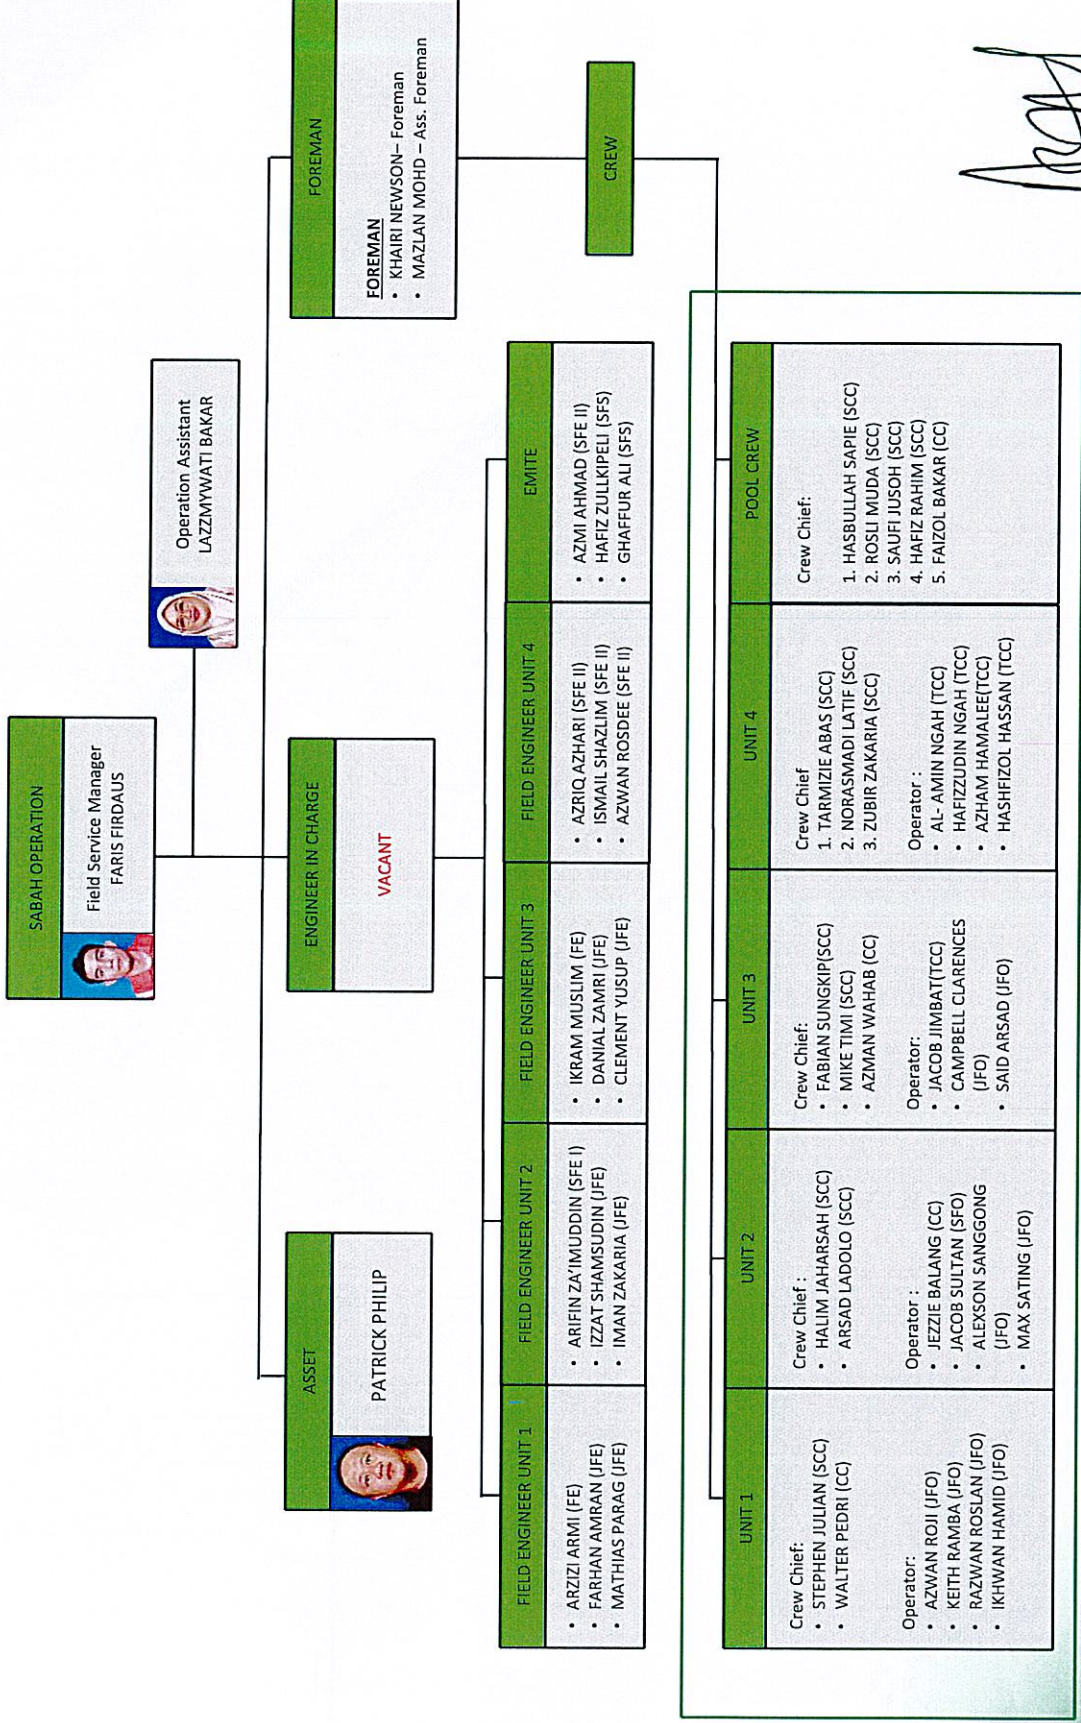 SABAH OPERATION
Field Service Manager
FARIS FIRDAUS
Operation Assistant
LAZZMYWATI BAKAR
ASSET
PATRICK PHILIP
ENGINEER IN CHARGE
VACANT
FOREMAN
FOREMAN
• KHAIRI NEWSON– Foreman
• MAZLAN MOHD – Ass. Foreman
CREW
FIELD ENGINEER UNIT 1
• ARZIZI ARMI (FE)
• FARHAN AMRAN (JFE)
• MATHIAS PARAG (JFE)
FIELD ENGINEER UNIT 2
• ARIFIN ZA'IMUDDIN (SFE I)
• IZZAT SHAMSUDIN (JFE)
• IMAN ZAKARIA (JFE)
FIELD ENGINEER UNIT 3
• IKRAM MUSLIM (FE)
• DANIAL ZAMRI (JFE)
• CLEMENT YUSUP (JFE)
FIELD ENGINEER UNIT 4
• AZRIQ AZHARI (SFE II)
• ISMAIL SHAZLIM (SFE II)
• AZWAN ROSDEE (SFE II)
EMITE
• AZMI AHMAD (SFE II)
• HAFIZ ZULLKIPELI (SFS)
• GHAFFUR ALI (SFS)
UNIT 1
Crew Chief:
• STEPHEN JULIAN (SCC)
• WALTER PEDRI (CC)
Operator:
• AZWAN ROJI (JFO)
• KEITH RAMBA (JFO)
• RAZWAN ROSLAN (JFO)
• IKHWAN HAMID (JFO)
UNIT 2
Crew Chief :
• HALIM JAHARSAH (SCC)
• ARSAD LADOLO (SCC)
Operator :
• JEZZIE BALANG (CC)
• JACOB SULTAN (SFO)
• ALEXSON SANGGONG
(JFO)
• MAX SATING (JFO)
UNIT 3
Crew Chief:
• FABIAN SUNGKIP(SCC)
• MIKE TIMI (SCC)
• AZMAN WAHAB (CC)
Operator:
• JACOB JIMBAT(TCC)
• CAMPBELL CLARENCES
(JFO)
• SAID ARSAD (JFO)
UNIT 4
Crew Chief
1. TARMIZIE ABAS (SCC)
2. NORASMADI LATIF (SCC)
3. ZUBIR ZAKARIA (SCC)
Operator :
• AL- AMIN NGAH (TCC)
• HAFIZZUDIN NGAH (TCC)
• AZHAM HAMALEE(TCC)
• HASHFIZOL HASSAN (TCC)
POOL CREW
Crew Chief:
1. HASBULLAH SAPIE (SCC)
2. ROSLI MUDA (SCC)
3. SAUFI JUSOH (SCC)
4. HAFIZ RAHIM (SCC)
5. FAIZOL BAKAR (CC)